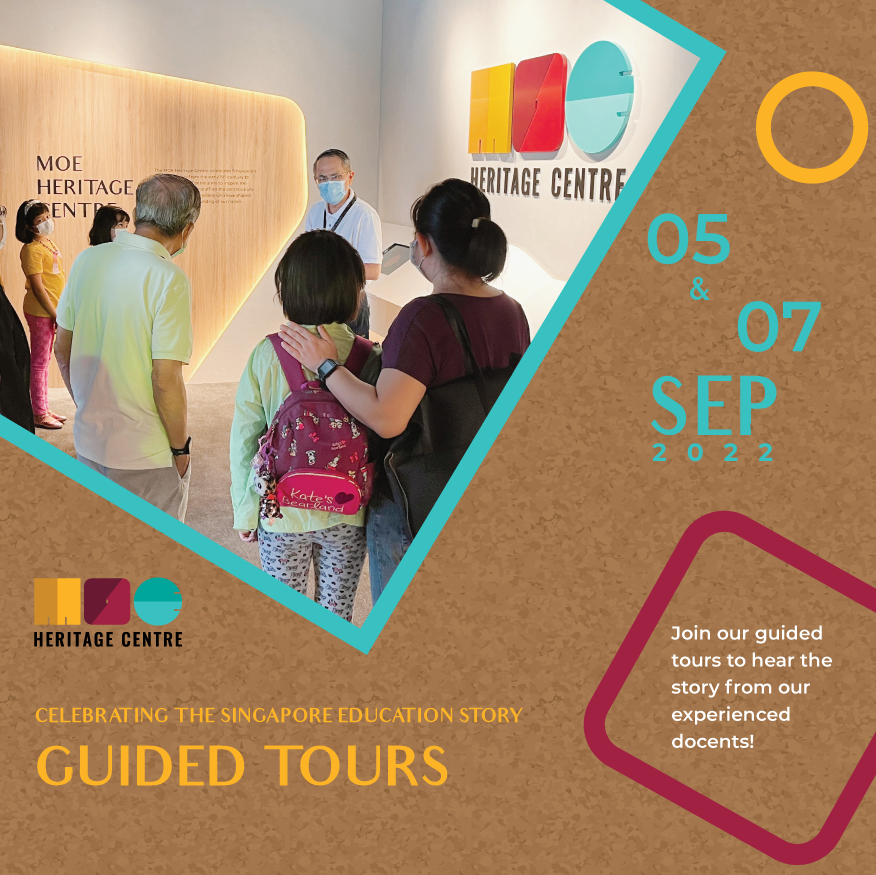 MOE
HERITAGE
CENTRE
HERITAGE CENTRE
Kate's
05
&
07
SEP
2022
HERITAGE CENTRE
Join our guided
tours to hear the
story from our
experienced
docents!
CELEBRATING THE SINGAPORE EDUCATION STORY
GUIDED TOURS